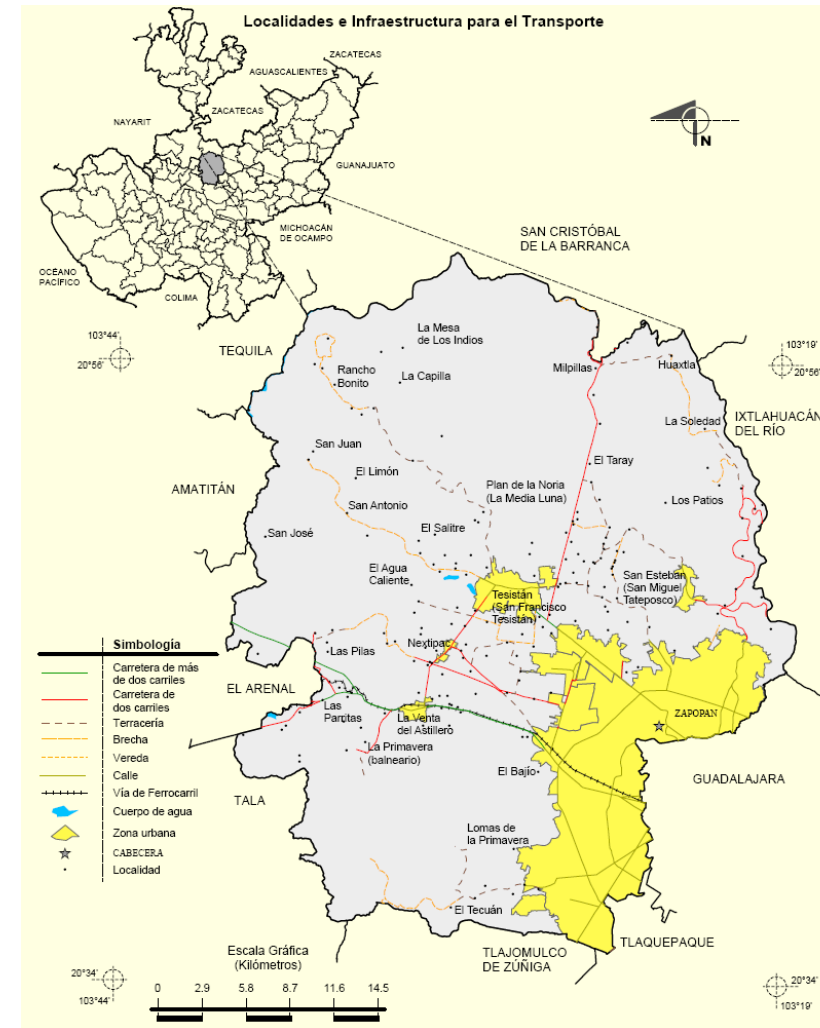 Localidades e Infraestructura para el Transporte
ZACATECAS
AGUASCALIENTES
ZACATECAS
NAYARIT
GUANAJUATO
MICHOACÁN
DE OCAMPO
OCÉANO
PACÍFICO
COLIMA
N
SAN CRISTÓBAL
DE LA BARRANCA
103°44'
20°56'
TEQUILA
103°19'
20°56'
La Mesa
de Los Indios
Rancho
Bonito
La Capilla
Milpillas
Huaxtla
La Soledad
IXTLAHUACÁN
DEL RÍO
San Juan
El Limón
El Taray
AMATITÁN
San Antonio
Plan de la Noria
(La Media Luna)
Los Patios
San José
El Salitre
El Agua
Caliente
Tesistán
(San Francisco
Tesistán)
San Esteban
(San Miguel
Tateposco)
Nextipac
Las Pilas
EL ARENAL
Las
Parcitas
La Venta
del Astillero
La Primavera
(balneario)
ZAPOPAN
El Bajío
GUADALAJARA
TALA
Lomas de
la Primavera
El Tecuán
TLAJOMULCO
DE ZÚÑIGA
TLAQUEPAQUE
Simbología
Carretera de más
de dos carriles
Carretera de
dos carriles
Terracería
Brecha
Vereda
Calle
Vía de Ferrocarril
Cuerpo de agua
Zona urbana
CABECERA
Localidad
Escala Gráfica
(Kilómetros)
0 2.9 5.8 8.7 11.6 14.5
20°34'
103°44'
20°34'
103°19'